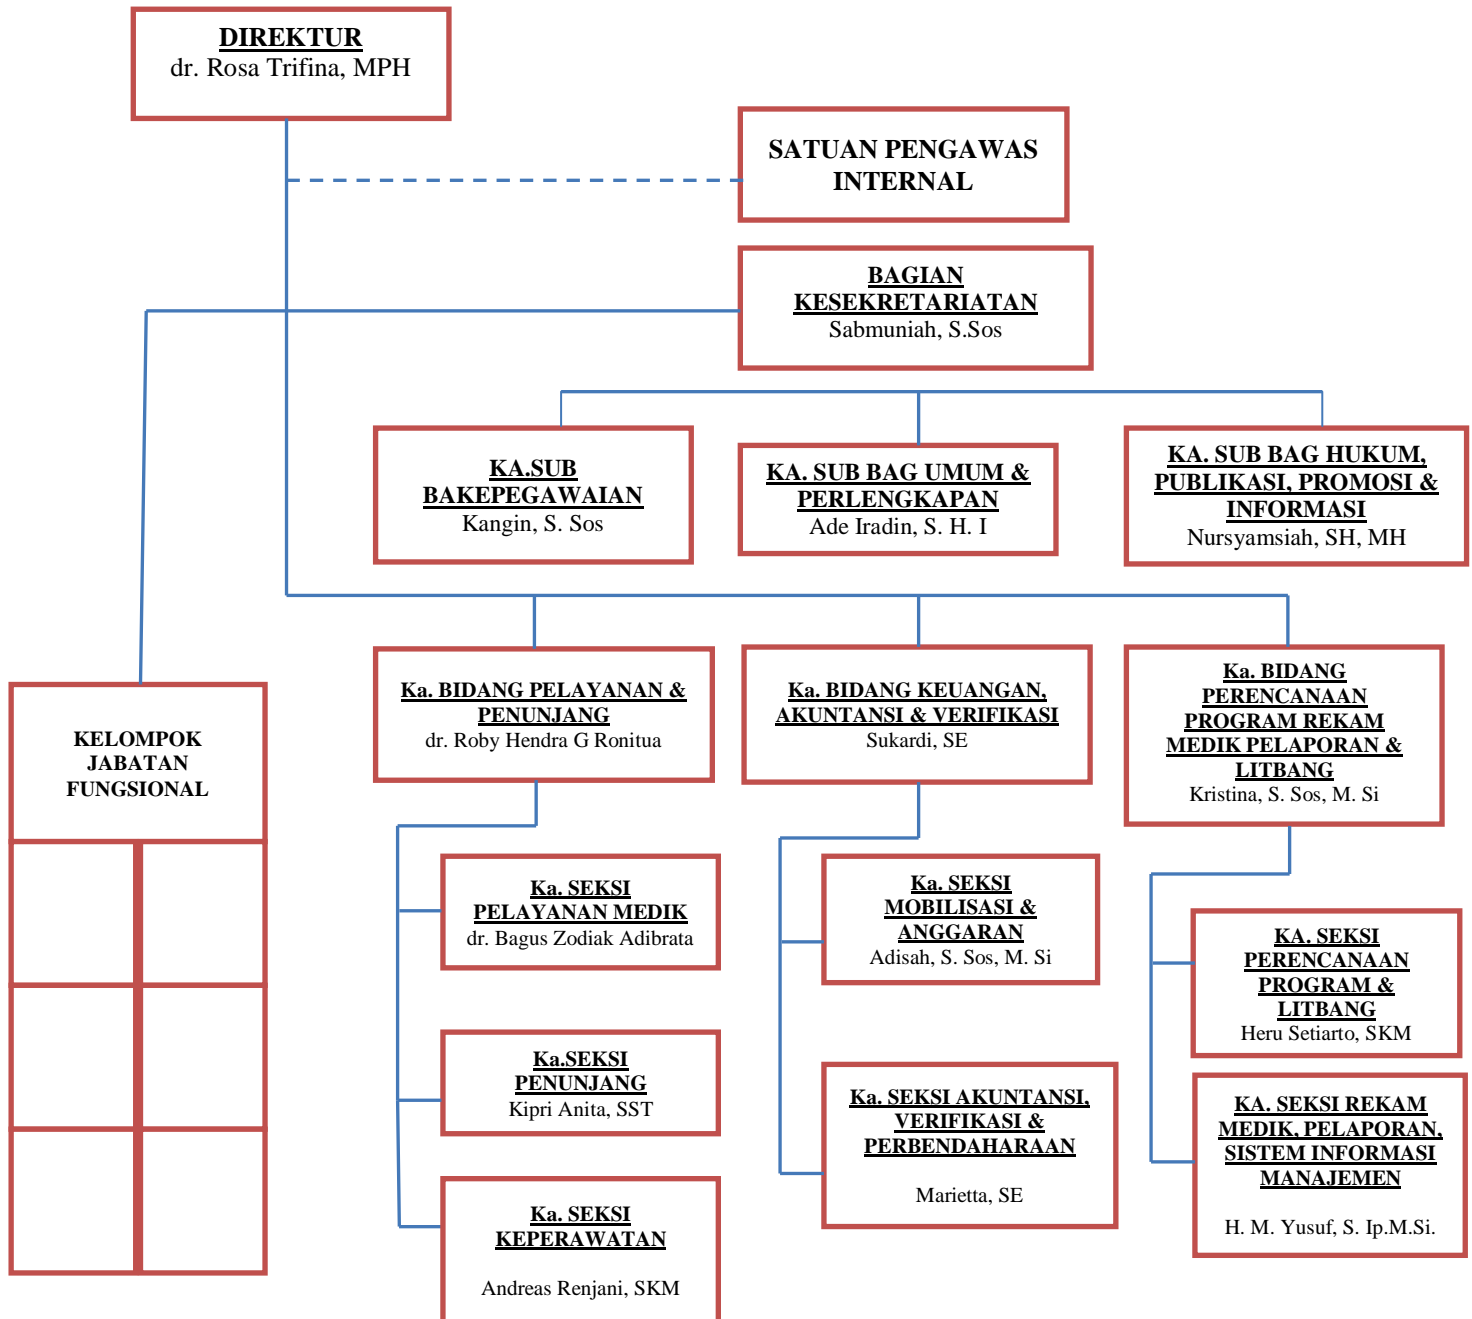 DIREKTUR
dr. Rosa Trifina, MPH
SATUAN PENGAWAS
INTERNAL
BAGIAN
KESEKRETARIATAN
Sabmuniah, S.Sos
KA.SUB
BAKEPEGAWAIAN
Kangin, S. Sos
KA. SUB BAG UMUM &
PERLENGKAPAN
Ade Iradin, S. H. I
KA. SUB BAG HUKUM,
PUBLIKASI, PROMOSI &
INFORMASI
Nursyamsiah, SH, MH
KELOMPOK
JABATAN
FUNGSIONAL
Ka. BIDANG PELAYANAN &
PENUNJANG
dr. Roby Hendra G Ronitua
Ka. BIDANG KEUANGAN,
AKUNTANSI & VERIFIKASI
Sukardi, SE
Ka. BIDANG
PERENCANAAN
PROGRAM REKAM
MEDIK PELAPORAN &
LITBANG
Kristina, S. Sos, M. Si
Ka. SEKSI
PELAYANAN MEDIK
dr. Bagus Zodiak Adibrata
Ka. SEKSI
MOBILISASI &
ANGGARAN
Adisah, S. Sos, M. Si
KA. SEKSI
PERENCANAAN
PROGRAM &
LITBANG
Heru Setiarto, SKM
Ka.SEKSI
PENUNJANG
Kipri Anita, SST
Ka. SEKSI AKUNTANSI,
VERIFIKASI &
PERBENDAHARAAN
Marietta, SE
KA. SEKSI REKAM
MEDIK, PELAPORAN,
SISTEM INFORMASI
MANAJEMEN
H. M. Yusuf, S. Ip.M.Si.
Ka. SEKSI
KEPERAWATAN
Andreas Renjani, SKM